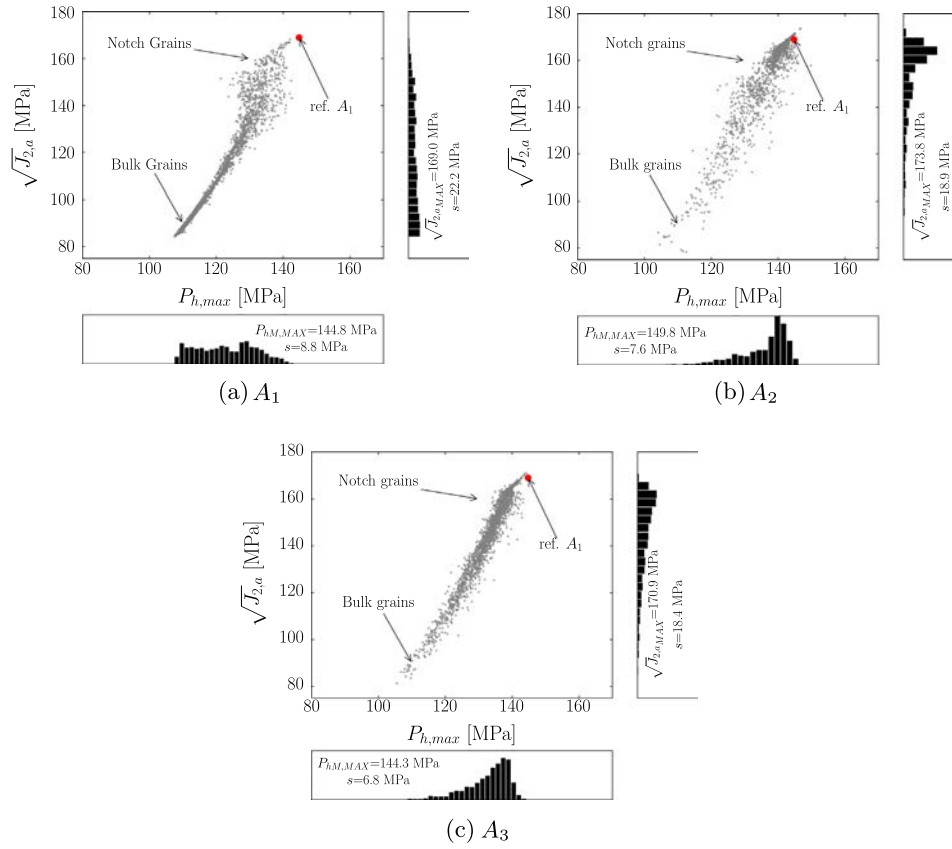 180
160
140
120
100
80
80 100 120 140 160
√J2,a [MPa]
Notch Grains
Bulk Grains
ref. A1
Ph,max [MPa]
√J2,aMAX=169.0 MPa
s=22.2 MPa
PhM,MAX=144.8 MPa
s=8.8 MPa
(a) A1
180
160
140
120
100
80
80 100 120 140 160
√J2,a [MPa]
Notch grains
Bulk grains
ref. A1
Ph,max [MPa]
√J2,aMAX=173.8 MPa
s=18.9 MPa
PhM,MAX=149.8 MPa
s=7.6 MPa
(b) A2
180
160
140
120
100
80
80 100 120 140 160
√J2,a [MPa]
Notch grains
Bulk grains
ref. A1
Ph,max [MPa]
√J2,aMAX=170.9 MPa
s=18.4 MPa
PhM,MAX=144.3 MPa
s=6.8 MPa
(c) A3